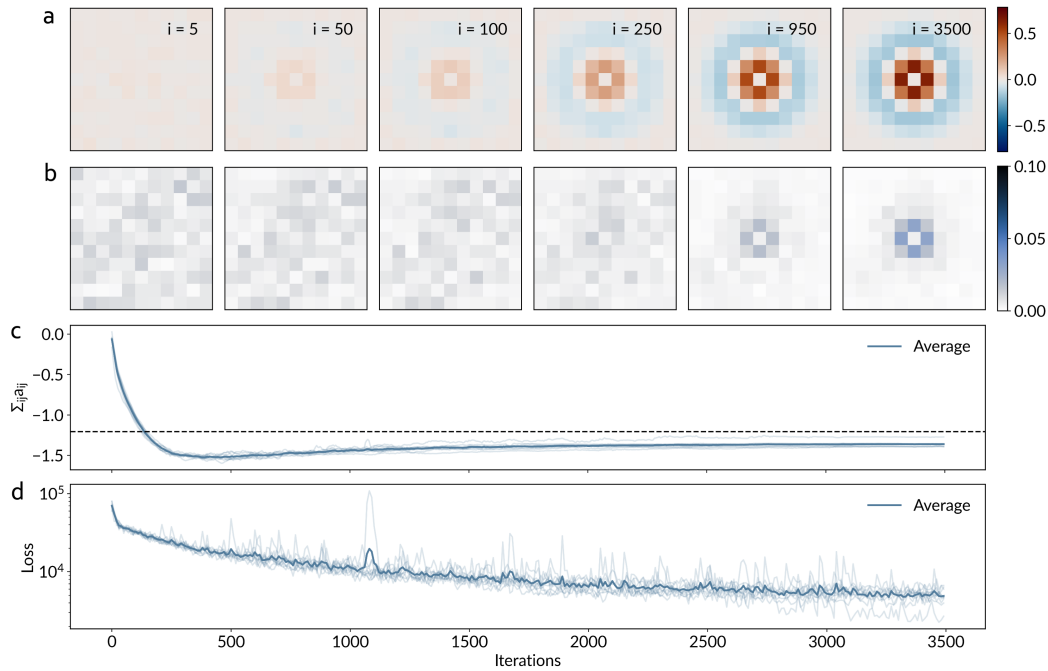 a
i = 5
i = 50
i = 100
i = 250
i = 950
i = 3500
0.5
0.0
−0.5
b
0.10
0.05
0.00
c
0.0
−0.5
−1.0
−1.5
Σijaij
Average
d
10^5
10^4
Loss
Average
0
500
1000
1500
2000
2500
3000
3500
Iterations